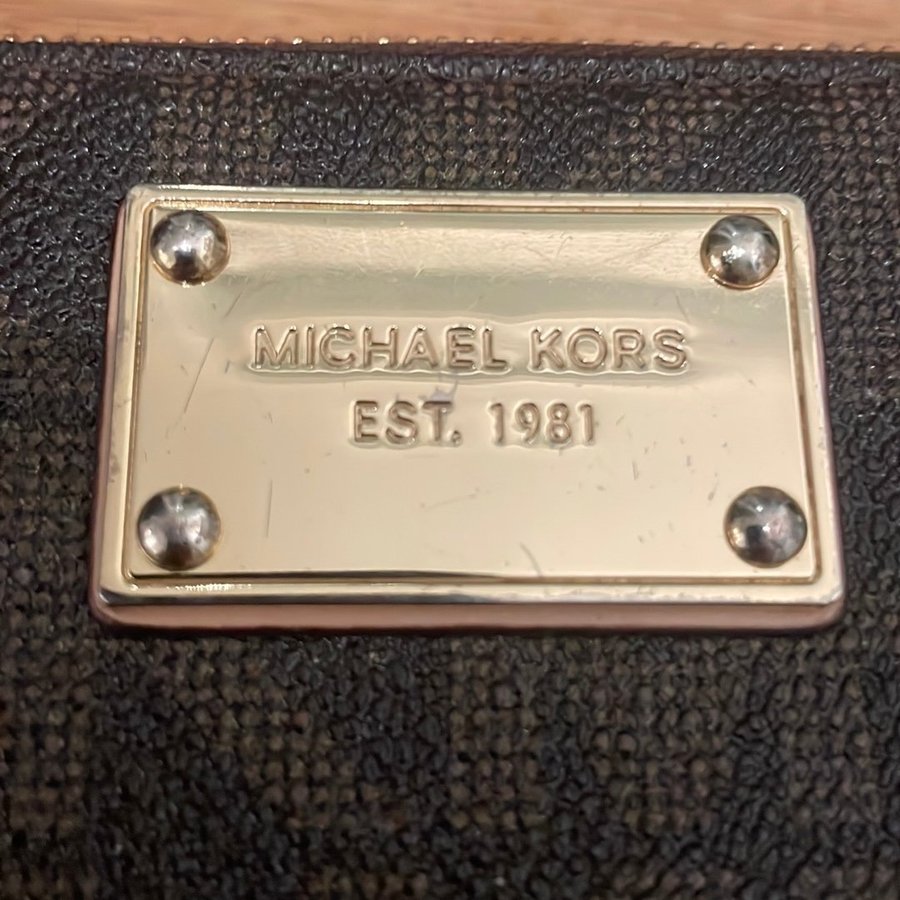 MICHAEL KORS
EST. 1981